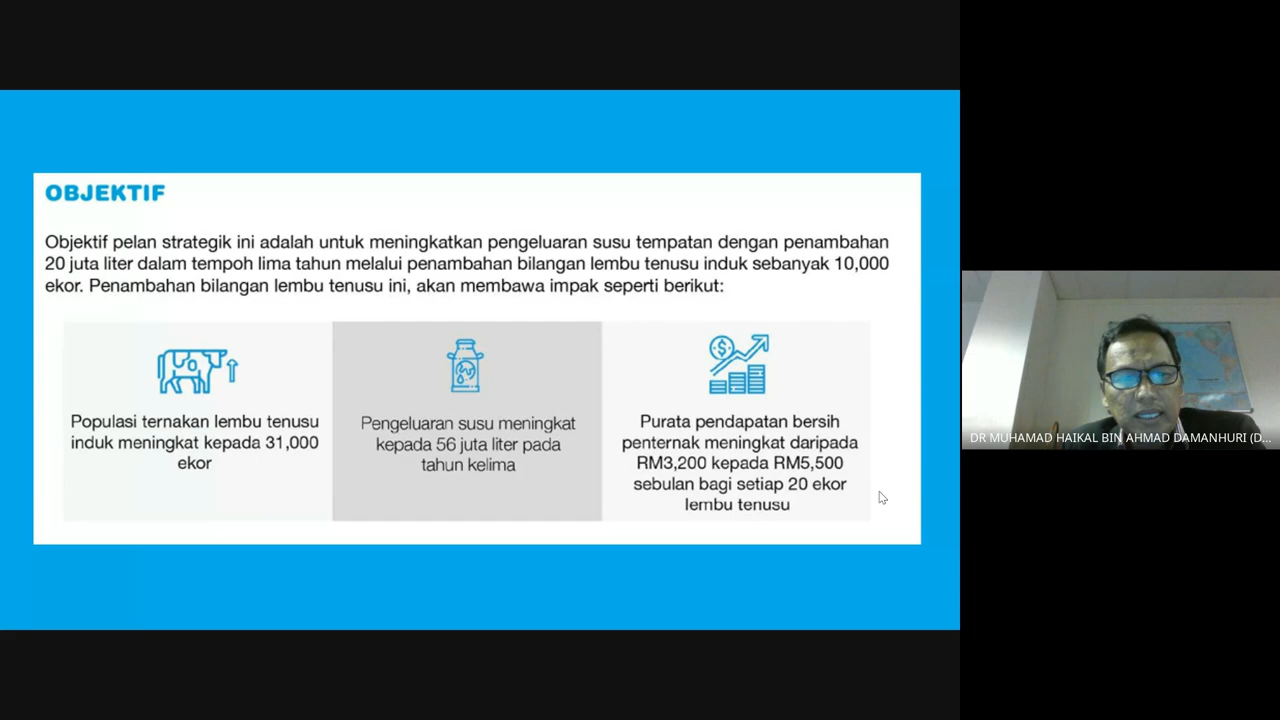 OBJEKTIF
Objektif pelan strategik ini adalah untuk meningkatkan pengeluaran susu tempatan dengan penambahan
20 juta liter dalam tempoh lima tahun melalui penambahan bilangan lembu tenusu induk sebanyak 10,000
ekor. Penambahan bilangan lembu tenusu ini, akan membawa impak seperti berikut:
Populasi ternakan lembu tenusu
induk meningkat kepada 31,000
ekor
Pengeluaran susu meningkat
kepada 56 juta liter pada
tahun kelima
$
Purata pendapatan bersih
penternak meningkat daripada
RM3,200 kepada RM5,500
sebulan bagi setiap 20 ekor
lembu tenusu
DR MUHAMAD HAIKAL BIN AHMAD DAMANHURI (D...